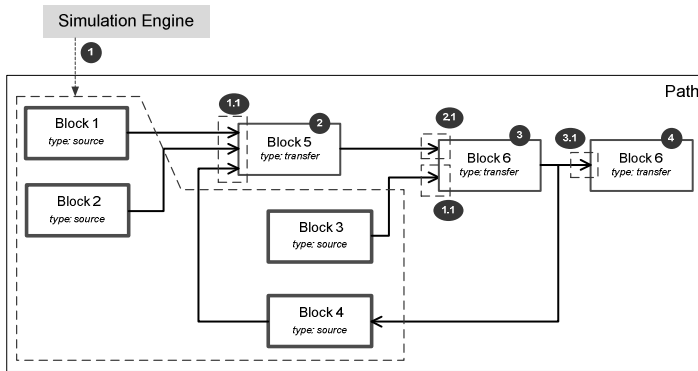 Simulation Engine
1
Path
Block 1
type: source
1.1
Block 5
type: transfer
2
2.1
Block 6
type: transfer
3
3.1
Block 6
type: transfer
4
Block 2
type: source
Block 3
type: source
1.1
Block 4
type: source